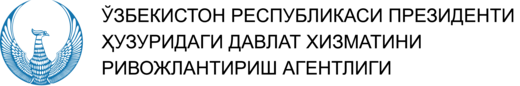 ЎЗБЕКИСТОН РЕСПУБЛИКАСИ ПРЕЗИДЕНТИ
ҲУЗУРИДАГИ ДАВЛАТ ХИЗМАТИНИ
РИВОЖЛАНТИРИШ АГЕНТЛИГИ